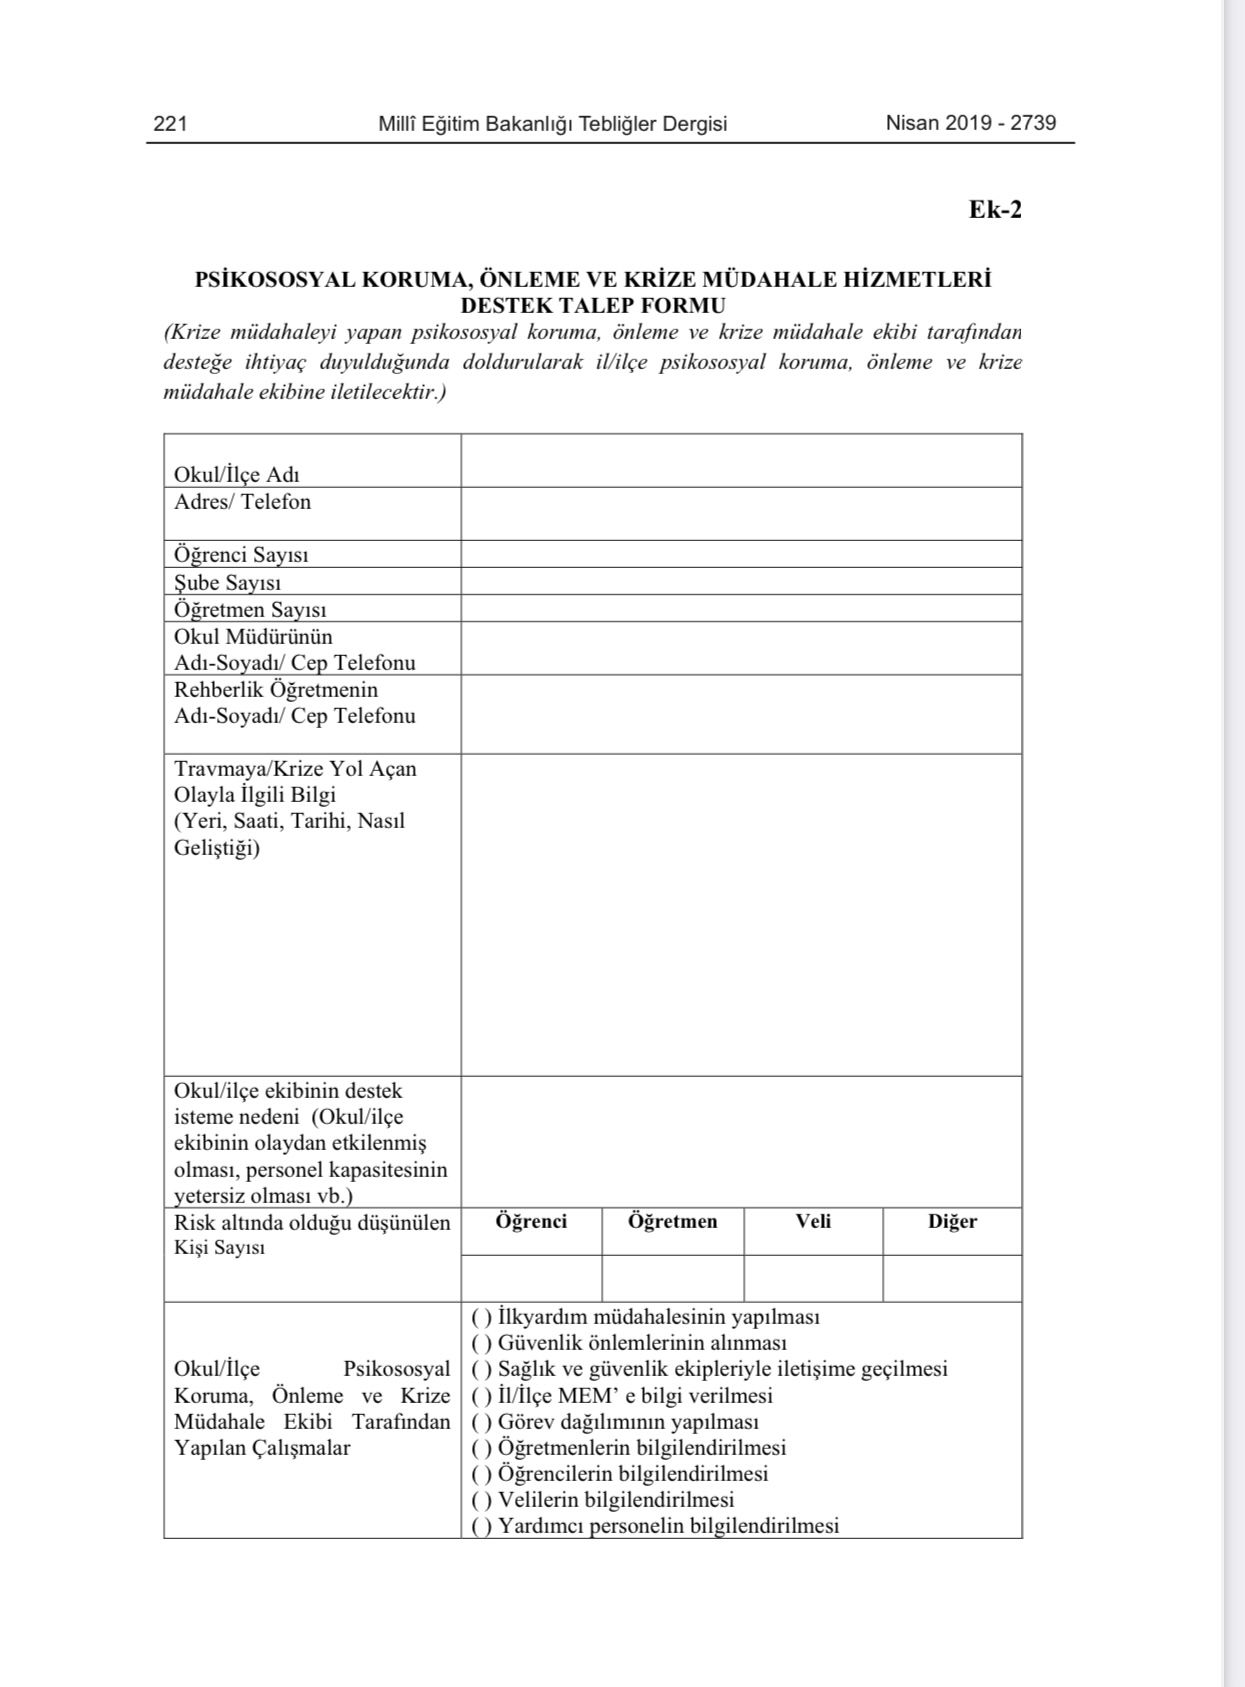 221 Millî Eğitim Bakanlığı Tebliğler Dergisi Nisan 2019 - 2739
Ek-2
PSİKOSOSYAL KORUMA, ÖNLEME VE KRİZE MÜDAHALE HİZMETLERİ
DESTEK TALEP FORMU
(Krize müdahaleyi yapan psikososyal koruma, önleme ve krize müdahale ekibi tarafından
desteğe ihtiyaç duyulduğunda doldurularak il/ilçe psikososyal koruma, önleme ve krize
müdahale ekibine iletilecektir.)
Okul/İlçe Adı
Adres/ Telefon
Öğrenci Sayısı
Şube Sayısı
Öğretmen Sayısı
Okul Müdürünün
Adı-Soyadı/ Cep Telefonu
Rehberlik Öğretmenin
Adı-Soyadı/ Cep Telefonu
Travmaya/Krize Yol Açan
Olayla İlgili Bilgi
(Yeri, Saati, Tarihi, Nasıl
Geliştiği)
Okul/ilçe ekibinin destek
isteme nedeni (Okul/ilçe
ekibinin olaydan etkilenmiş
olması, personel kapasitesinin
yetersiz olması vb.)
Risk altında olduğu düşünülen
Kişi Sayısı
Öğrenci Öğretmen Veli Diğer
Okul/İlçe Psikososyal
Koruma, Önleme ve Krize
Müdahale Ekibi Tarafından
Yapılan Çalışmalar
( ) İlkyardım müdahalesinin yapılması
( ) Güvenlik önlemlerinin alınması
( ) Sağlık ve güvenlik ekipleriyle iletişime geçilmesi
( ) İl/İlçe MEM' e bilgi verilmesi
( ) Görev dağılımının yapılması
( ) Öğretmenlerin bilgilendirilmesi
( ) Öğrencilerin bilgilendirilmesi
( ) Velilerin bilgilendirilmesi
( ) Yardımcı personelin bilgilendirilmesi